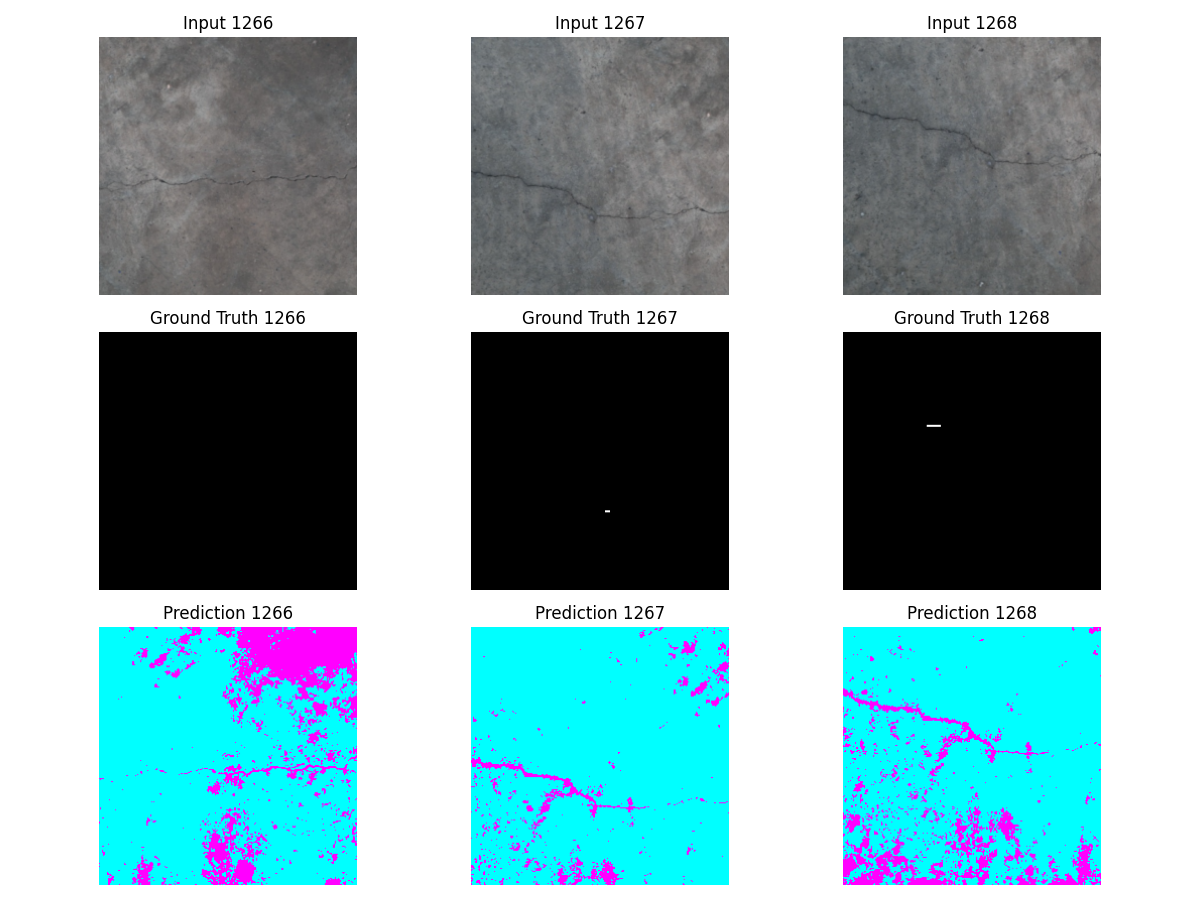 Input 1266
Input 1267
Input 1268
Ground Truth 1266
Ground Truth 1267
Ground Truth 1268
Prediction 1266
Prediction 1267
Prediction 1268